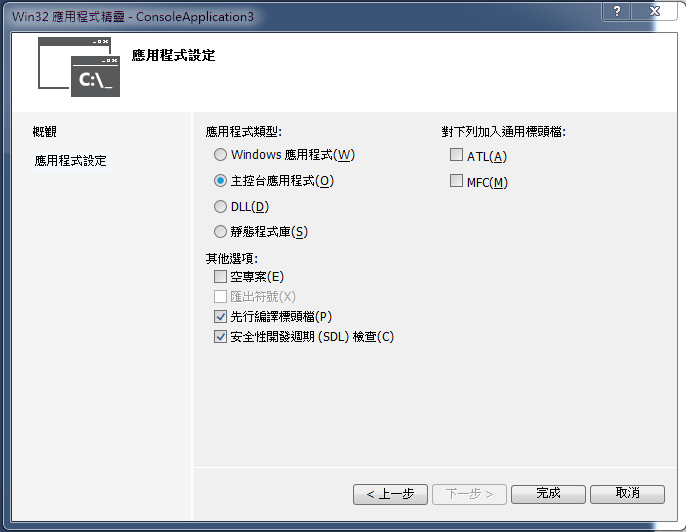 Win32 應用程式精靈 - ConsoleApplication3
?
C:\_
應用程式設定
概觀
應用程式設定
應用程式類型:
Windows 應用程式(W)
主控台應用程式(O)
DLL(D)
靜態程式庫(S)
其他選項:
空專案(E)
匯出符號(X)
先行編譯標頭檔(P)
安全性開發週期 (SDL) 檢查(C)
對下列加入通用標頭檔:
ATL(A)
MFC(M)
< 上一步
下一步 >
完成
取消